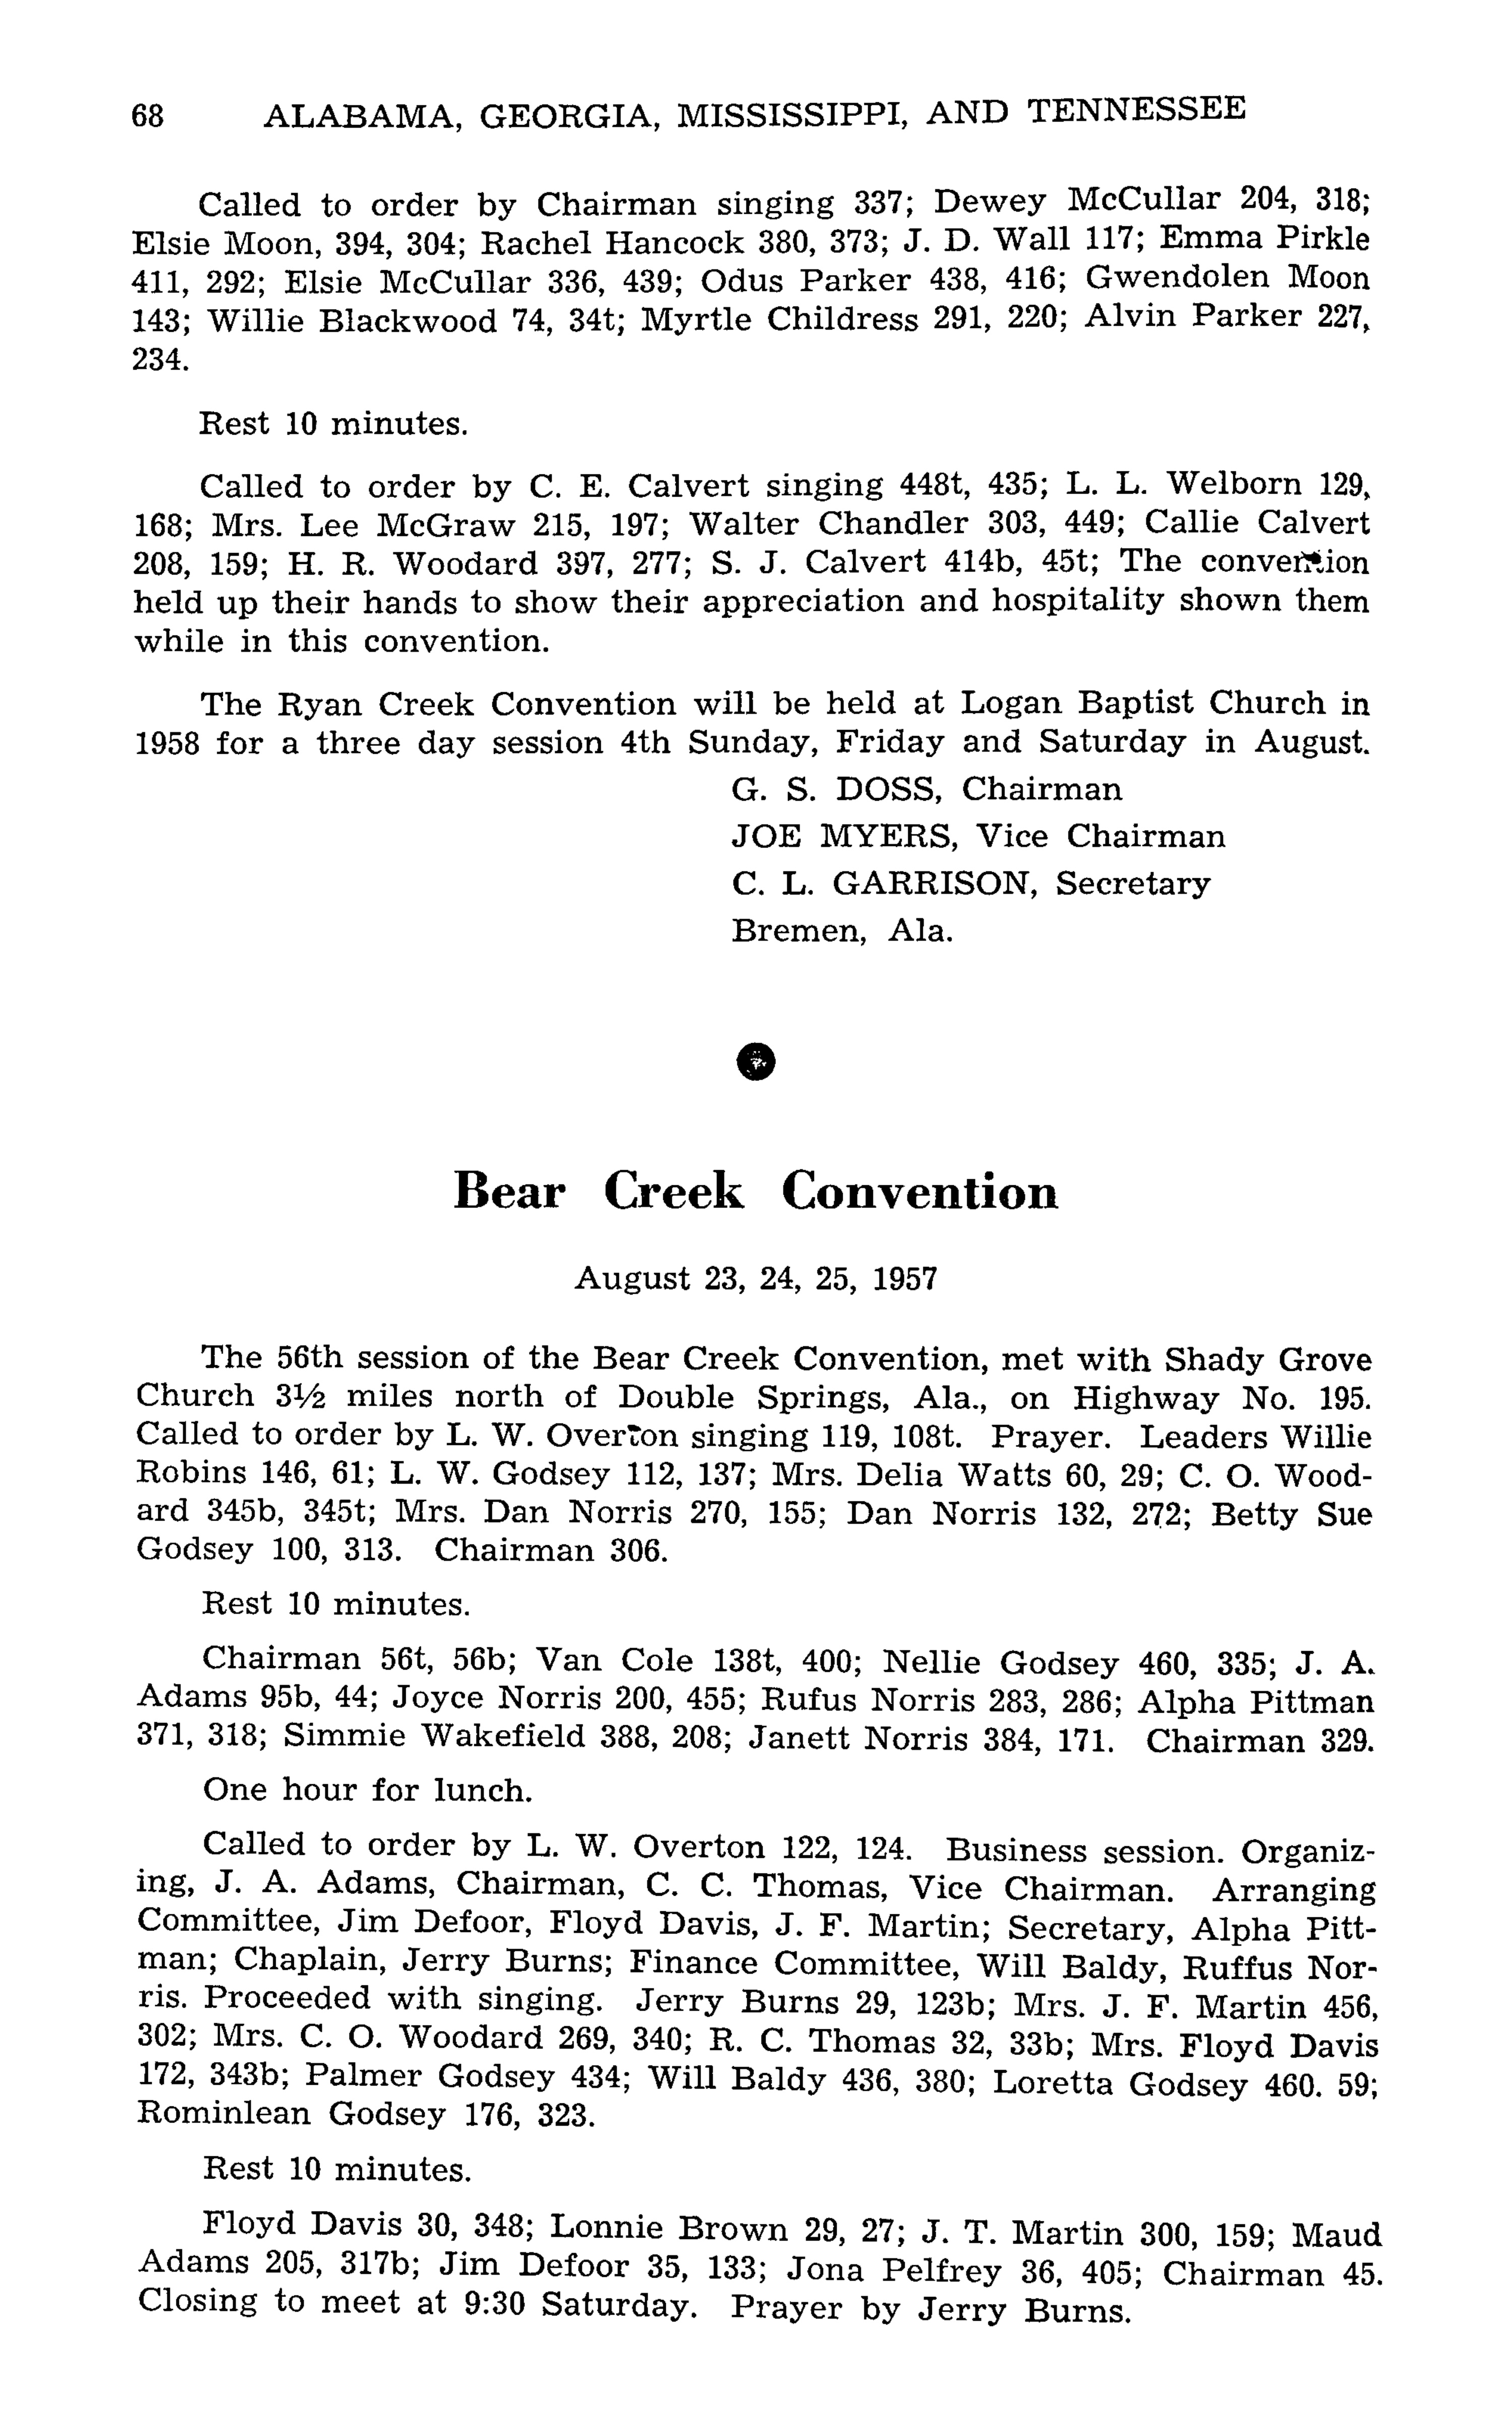 68 ALABAMA, GEORGIA, MISSISSIPPI, AND TENNESSEE
Called to order by Chairman singing 337; Dewey McCullar 204, 318;
Elsie Moon, 394, 304; Rachel Hancock 380, 373; J. D. Wall 117; Emma Pirkle
411, 292; Elsie McCullar 336, 439; Odus Parker 438, 416; Gwendolen Moon
143; Willie Blackwood 74, 34t; Myrtle Childress 291, 220; Alvin Parker 227,
234.
Rest 10 minutes.
Called to order by C. E. Calvert singing 448t, 435; L. L. Welborn 129,
168; Mrs. Lee McGraw 215, 197; Walter Chandler 303, 449; Callie Calvert
208, 159; H. R. Woodard 397, 277; S. J. Calvert 414b, 45t; The convention
held up their hands to show their appreciation and hospitality shown them
while in this convention.
The Ryan Creek Convention will be held at Logan Baptist Church in
1958 for a three day session 4th Sunday, Friday and Saturday in August.
G. S. DOSS, Chairman
JOE MYERS, Vice Chairman
C. L. GARRISON, Secretary
Bremen, Ala.
Bear Creek Convention
August 23, 24, 25, 1957
The 56th session of the Bear Creek Convention, met with Shady Grove
Church 3½ miles north of Double Springs, Ala., on Highway No. 195.
Called to order by L. W. Overton singing 119, 108t. Prayer. Leaders Willie
Robins 146, 61; L. W. Godsey 112, 137; Mrs. Delia Watts 60, 29; C. O. Wood-
ard 345b, 345t; Mrs. Dan Norris 270, 155; Dan Norris 132, 272; Betty Sue
Godsey 100, 313. Chairman 306.
Rest 10 minutes.
Chairman 56t, 56b; Van Cole 138t, 400; Nellie Godsey 460, 335; J. A.
Adams 95b, 44; Joyce Norris 200, 455; Rufus Norris 283, 286; Alpha Pittman
371, 318; Simmie Wakefield 388, 208; Janett Norris 384, 171. Chairman 329.
One hour for lunch.
Called to order by L. W. Overton 122, 124. Business session. Organiz-
ing, J. A. Adams, Chairman, C. C. Thomas, Vice Chairman. Arranging
Committee, Jim Defoor, Floyd Davis, J. F. Martin; Secretary, Alpha Pitt-
man; Chaplain, Jerry Burns; Finance Committee, Will Baldy, Ruffus Nor-
ris. Proceeded with singing. Jerry Burns 29, 123b; Mrs. J. F. Martin 456,
302; Mrs. C. O. Woodard 269, 340; R. C. Thomas 32, 33b; Mrs. Floyd Davis
172, 343b; Palmer Godsey 434; Will Baldy 436, 380; Loretta Godsey 460. 59;
Rominlean Godsey 176, 323.
Rest 10 minutes.
Floyd Davis 30, 348; Lonnie Brown 29, 27; J. T. Martin 300, 159; Maud
Adams 205, 317b; Jim Defoor 35, 133; Jona Pelfrey 36, 405; Chairman 45.
Closing to meet at 9:30 Saturday. Prayer by Jerry Burns.